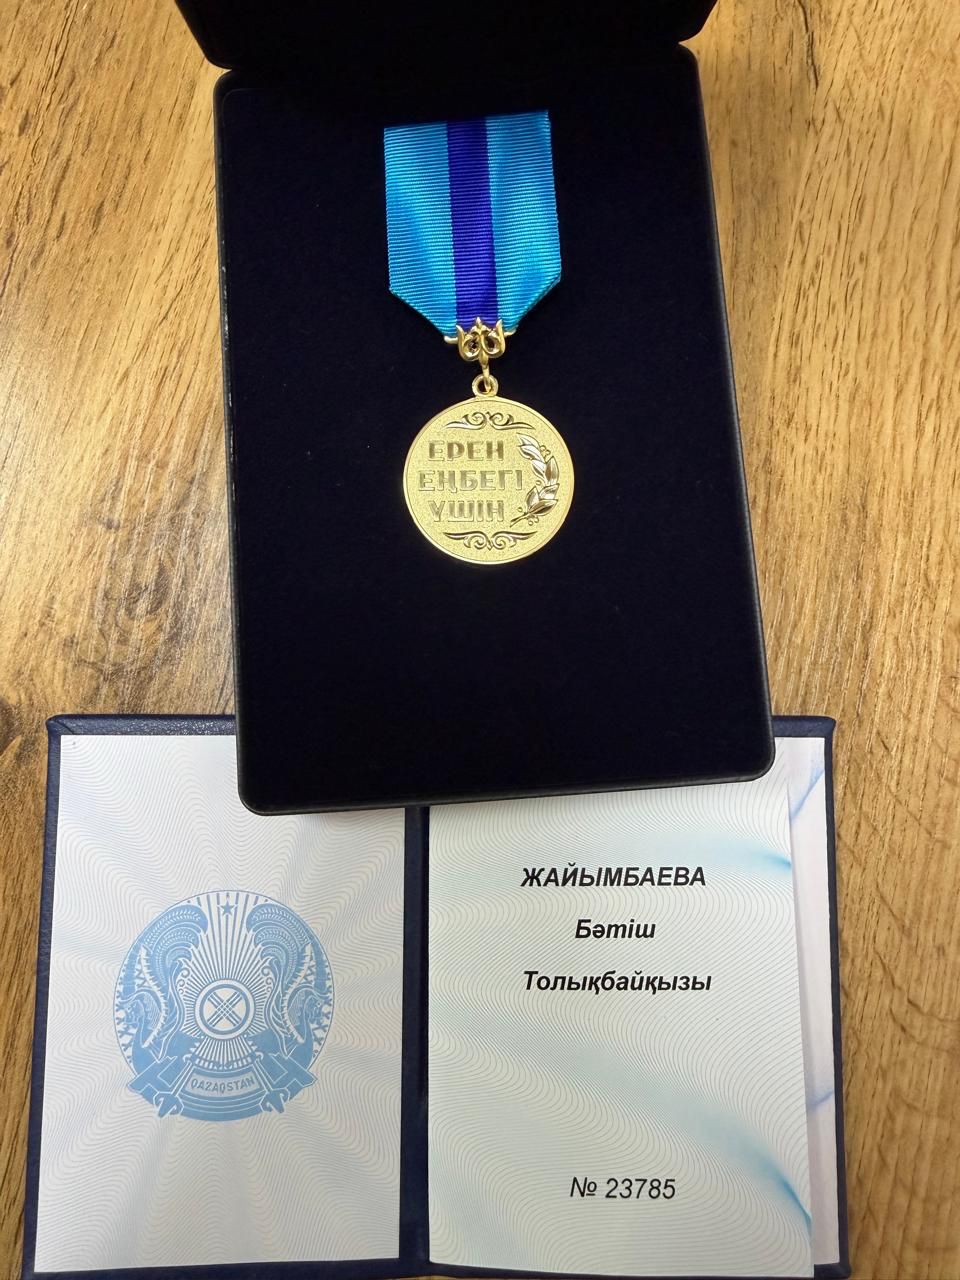 ЕРЕН
ЕҢБЕГІ
ҮШІН
QAZAQSTAN
ЖАЙЫМБАЕВА
Бәтіш
Толықбайқызы
№ 23785